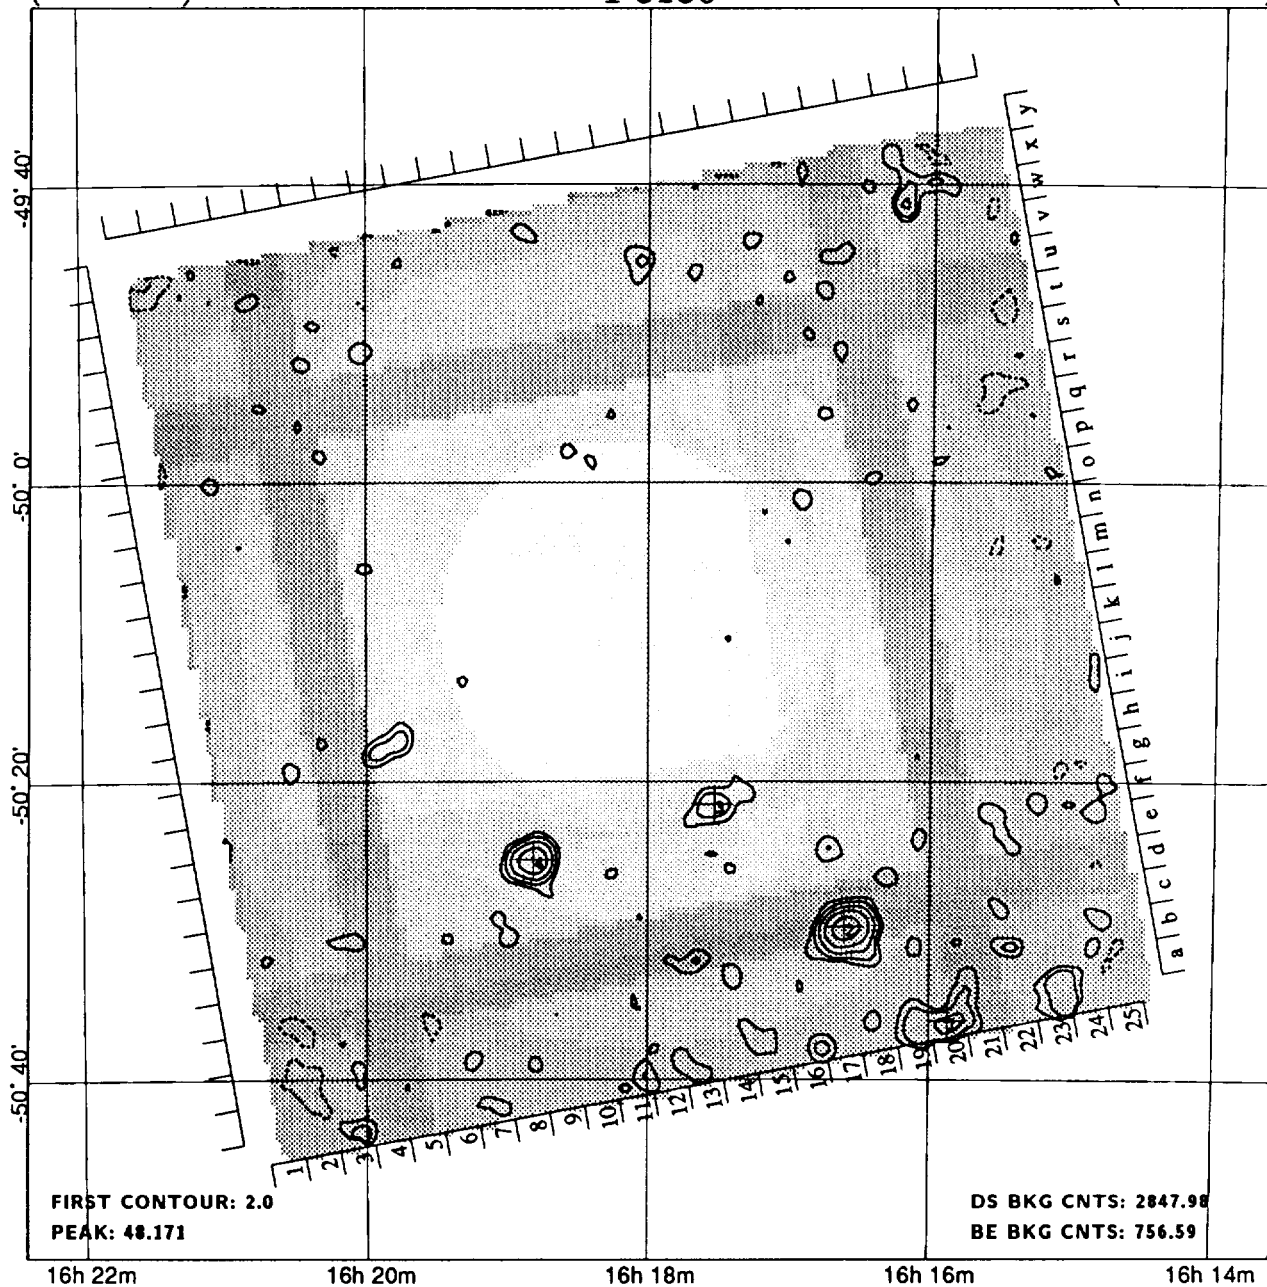 -49° 40'
-50° 0'
-50° 20'
-50° 40'
a b c d e f g h i j k l m n o p q r s t u v w x y
1 2 3 4 5 6 7 8 9 10 11 12 13 14 15 16 17 18 19 20 21 22 23 24 25
FIRST CONTOUR: 2.0
PEAK: 48.171
DS BKG CNTS: 2847.98
BE BKG CNTS: 756.59
16h 22m 16h 20m 16h 18m 16h 16m 16h 14m